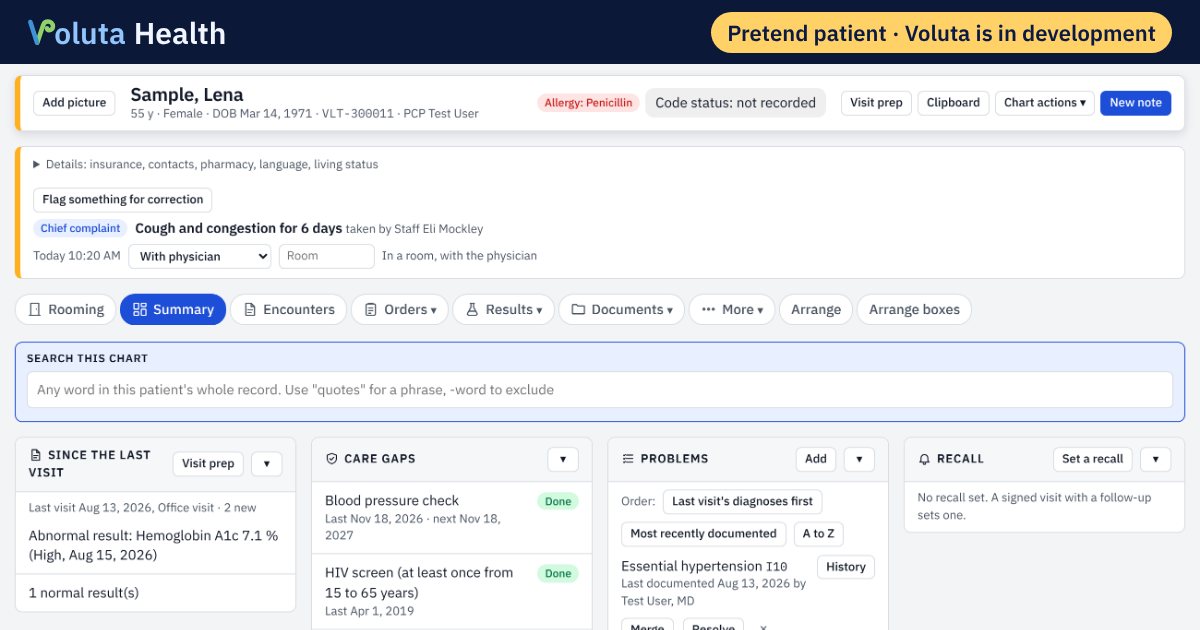 Voluta Health
Pretend patient · Voluta is in development
Add picture
Sample, Lena
55 y · Female · DOB Mar 14, 1971 · VLT-300011 · PCP Test User
Allergy: Penicillin
Code status: not recorded
Visit prep
Clipboard
Chart actions ▾
New note
▶ Details: insurance, contacts, pharmacy, language, living status
Flag something for correction
Chief complaint Cough and congestion for 6 days taken by Staff Eli Mockley
Today 10:20 AM With physician Room In a room, with the physician
Rooming
Summary
Encounters
Orders ▾
Results ▾
Documents ▾
··· More ▾
Arrange
Arrange boxes
SEARCH THIS CHART
Any word in this patient's whole record. Use "quotes" for a phrase, -word to exclude
SINCE THE LAST
VISIT
Visit prep
▾
Last visit Aug 13, 2026, Office visit · 2 new
Abnormal result: Hemoglobin A1c 7.1 %
(High, Aug 15, 2026)
1 normal result(s)
CARE GAPS
▾
Blood pressure check
Done
Last Nov 18, 2026 · next Nov 18,
2027
HIV screen (at least once from
15 to 65 years)
Done
Last Apr 1, 2019
PROBLEMS
Add
▾
Order: Last visit's diagnoses first
Most recently documented
A to Z
Essential hypertension I10
History
Last documented Aug 13, 2026 by
Test User, MD
Merge
Resolve
×
RECALL
Set a recall
▾
No recall set. A signed visit with a follow-up
sets one.